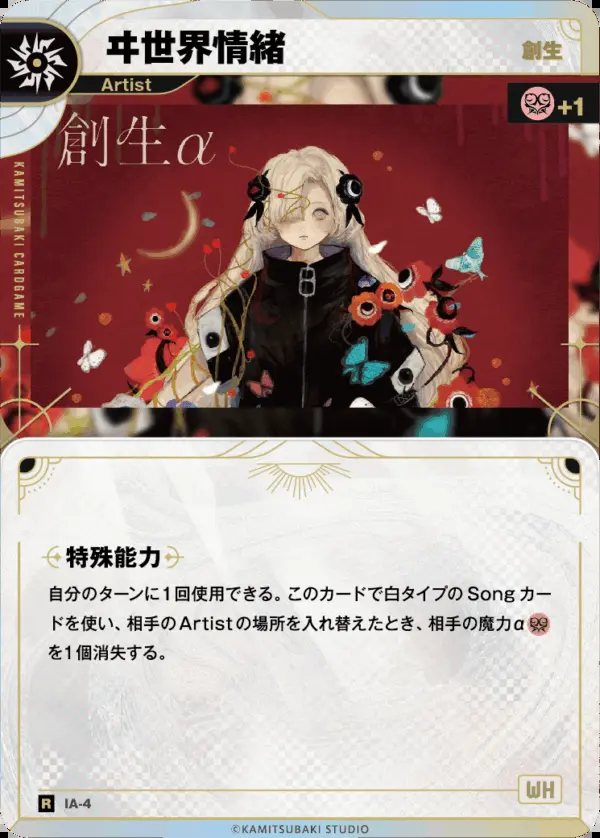 ヰ世界情緒
創生
Artist
+1
創生α
KAMITSUBAKI CARDGAME
特殊能力
自分のターンに1回使用できる。このカードで白タイプのSongカー
ドを使い、相手のArtistの場所を入れ替えたとき、相手の魔力α
を1個消失する。
R IA-4
WH
©KAMITSUBAKI STUDIO